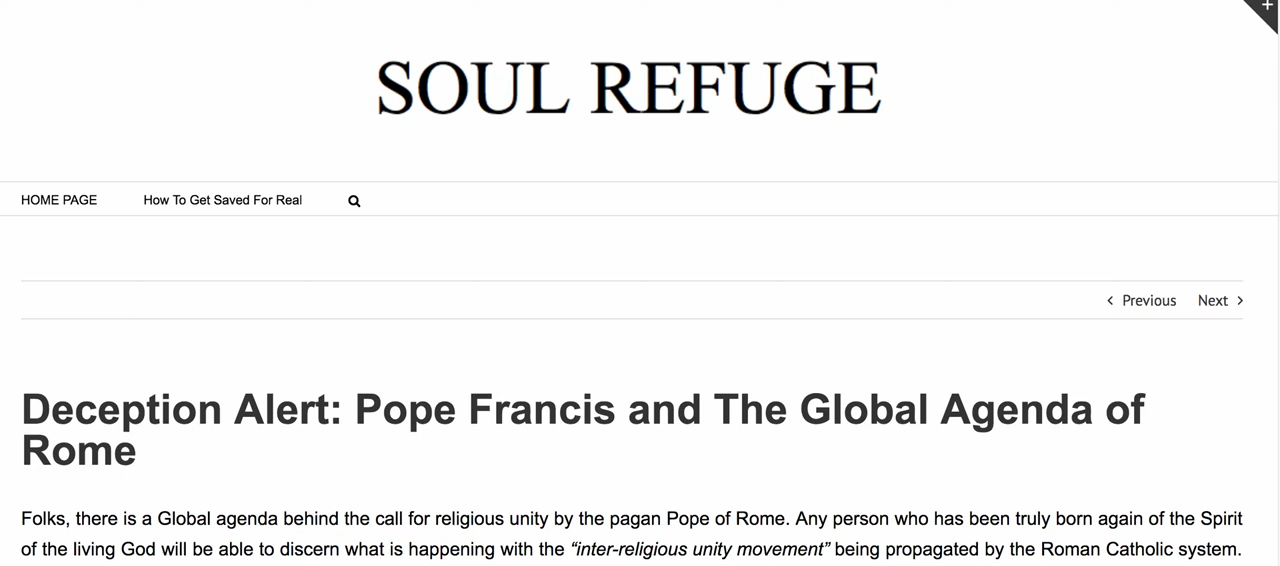 SOUL REFUGE
HOME PAGE How To Get Saved For Real
< Previous Next >
Deception Alert: Pope Francis and The Global Agenda of
Rome
Folks, there is a Global agenda behind the call for religious unity by the pagan Pope of Rome. Any person who has been truly born again of the Spirit
of the living God will be able to discern what is happening with the “inter-religious unity movement” being propagated by the Roman Catholic system.